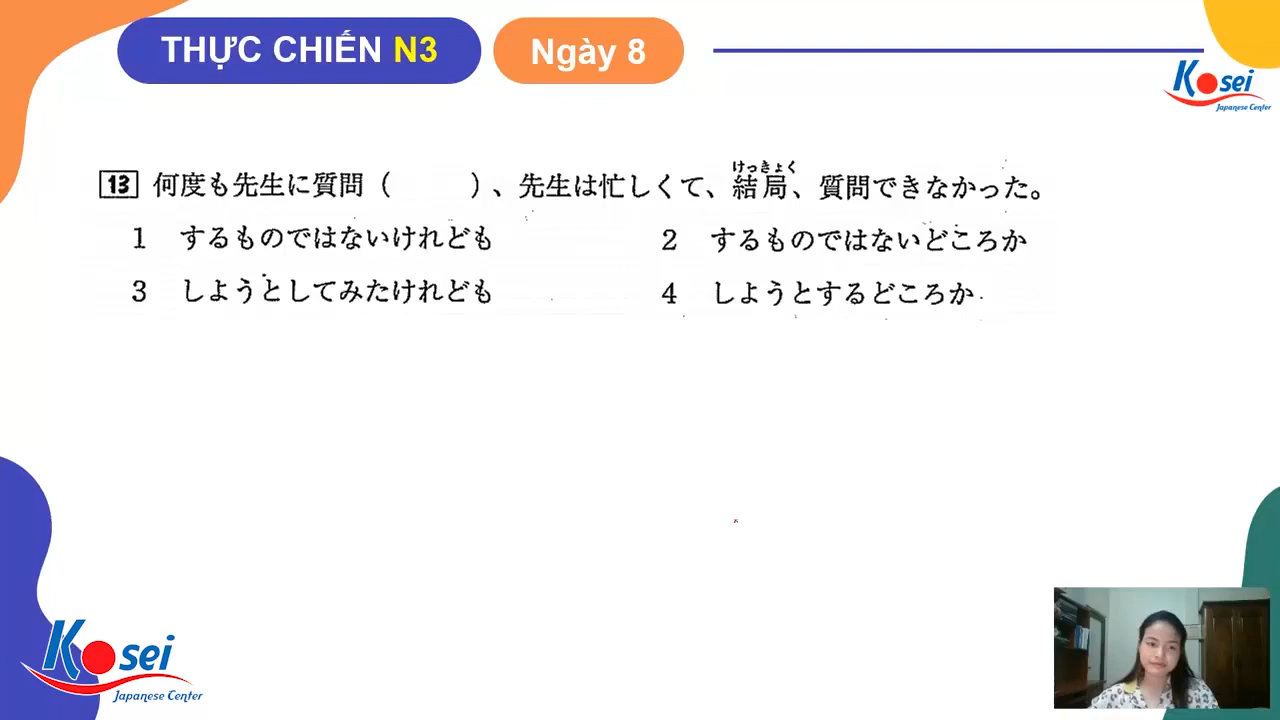 THỰC CHIẾN N3
Ngày 8
Kosei
Japanese Center
けっきょく
13 何度も先生に質問（　　　）、先生は忙しくて、結局、質問できなかった。
1 するものではないけれども 2 するものではないどころか
3 しようとしてみたけれども 4 しようとするどころか
Kosei
Japanese Center